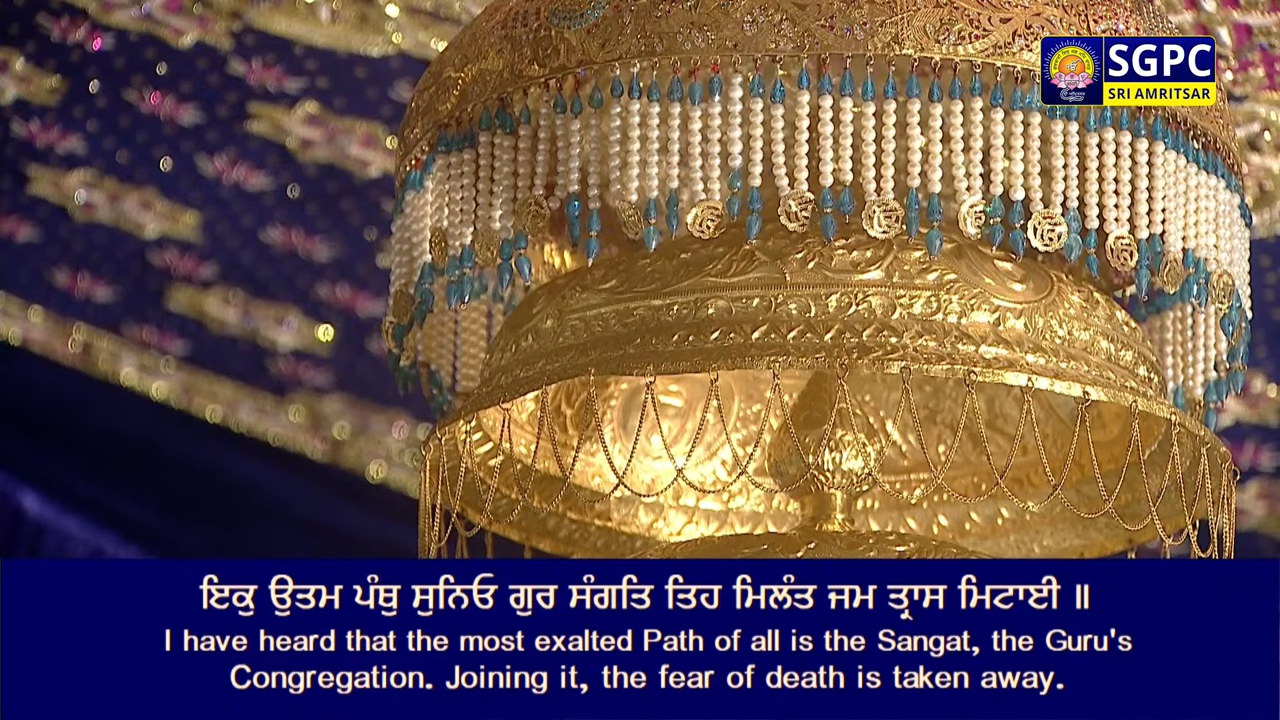 SGPC
SRI AMRITSAR
ਇਕੁ ਉਤਮ ਪੰਥੁ ਸੁਨਿਓ ਗੁਰ ਸੰਗਤਿ ਤਿਹ ਮਿਲੰਤ ਜਮ ਤ੍ਰਾਸ ਮਿਟਾਈ ॥
I have heard that the most exalted Path of all is the Sangat, the Guru's
Congregation. Joining it, the fear of death is taken away.